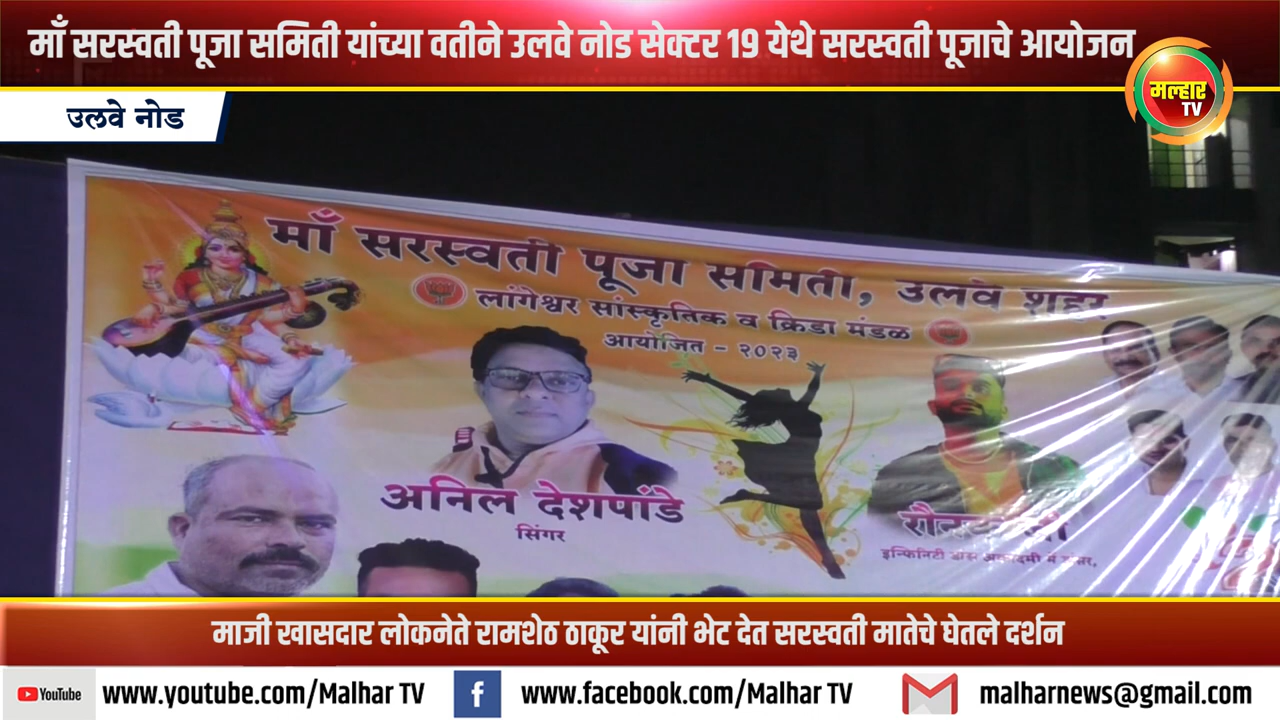 माँ सरस्वती पूजा समिती यांच्या वतीने उलवे नोड सेक्टर 19 येथे सरस्वती पूजाचे आयोजन
मल्हार
TV
उलवे नोड
माँ सरस्वती पूजा समिती, उलवे शहर
लांगेश्वर सांस्कृतिक व क्रिडा मंडळ
आयोजित - २०२३
अनिल देशपांडे
सिंगर
इन्फिनिटी
माजी खासदार लोकनेते रामशेठ ठाकूर यांनी भेट देत सरस्वती मातेचे घेतले दर्शन
YouTube www.youtube.com/Malhar TV www.facebook.com/Malhar TV malharnews@gmail.com